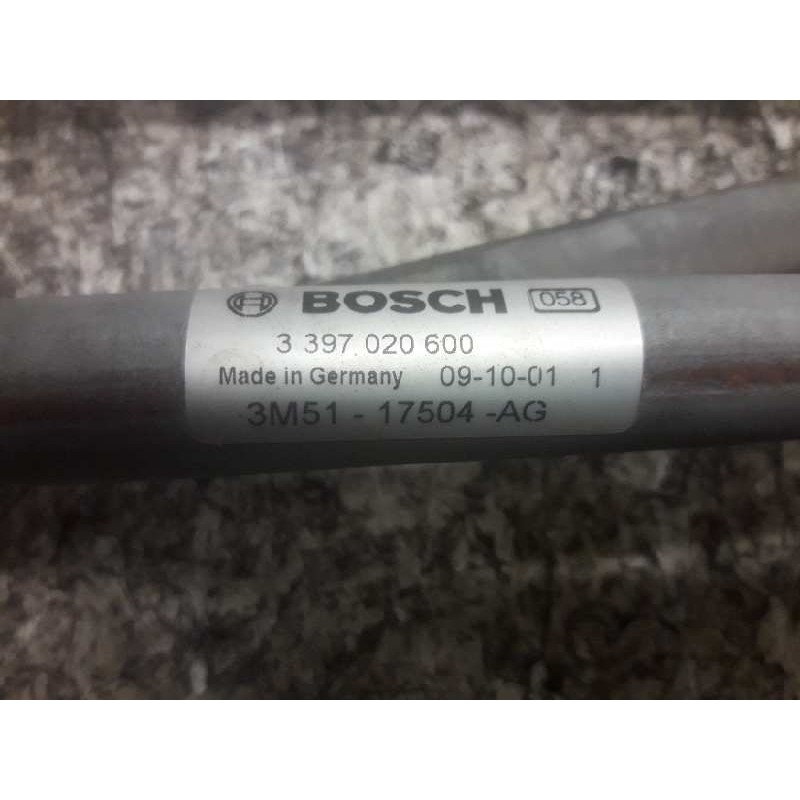 BOSCH 058
3 397 020 600
Made in Germany 09-10-01 1
3M51 - 17504 -AG